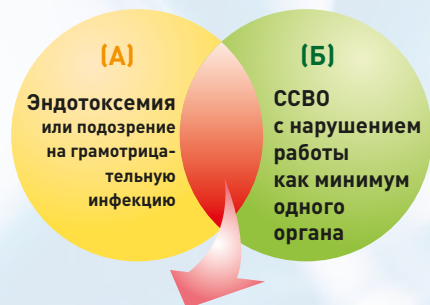 (А)
Эндотоксемия
или подозрение
на грамотрица-
тельную
инфекцию
(Б)
ССВО
с нарушением
работы
как минимум
одного
органа